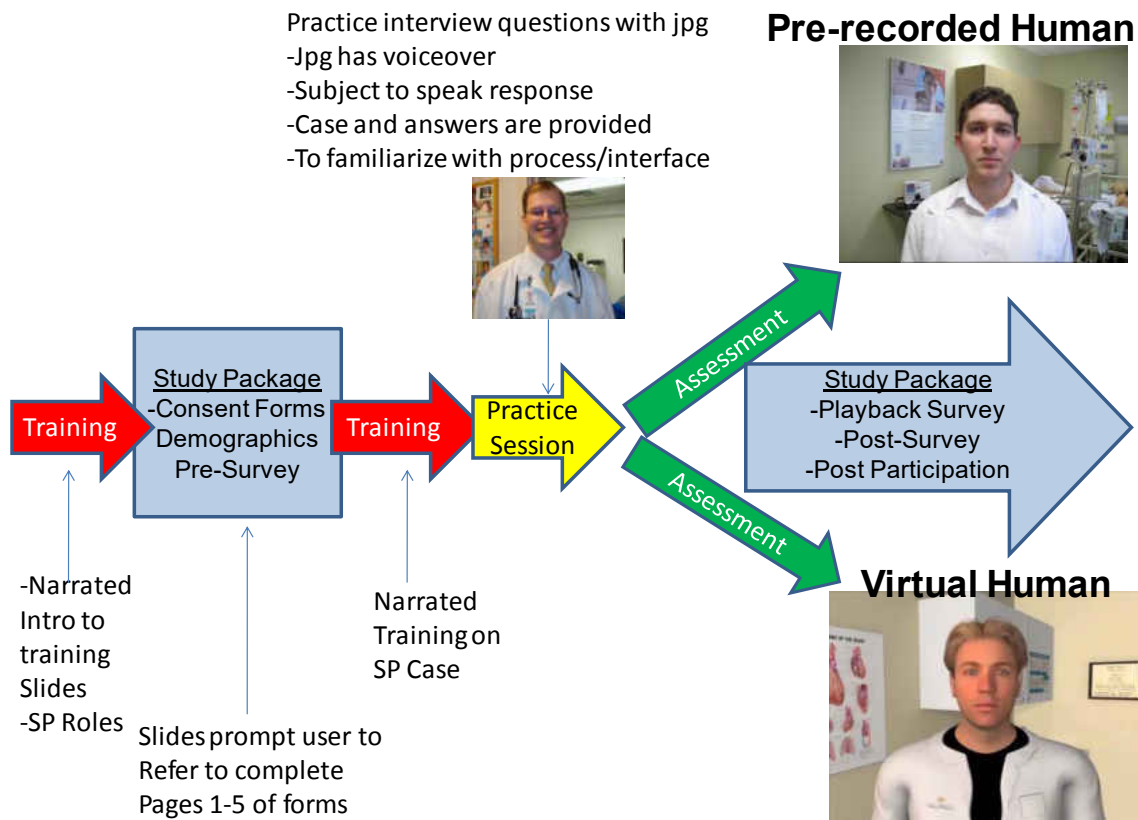 Practice interview questions with jpg
-Jpg has voiceover
-Subject to speak response
-Case and answers are provided
-To familiarize with process/interface
Pre-recorded Human
Training
Study Package
-Consent Forms
Demographics
Pre-Survey
Training
Practice
Session
Assessment
Assessment
Study Package
-Playback Survey
-Post-Survey
-Post Participation
Virtual Human
-Narrated
Intro to
training
Slides
-SP Roles
Slides prompt user to
Refer to complete
Pages 1-5 of forms
Narrated
Training on
SP Case